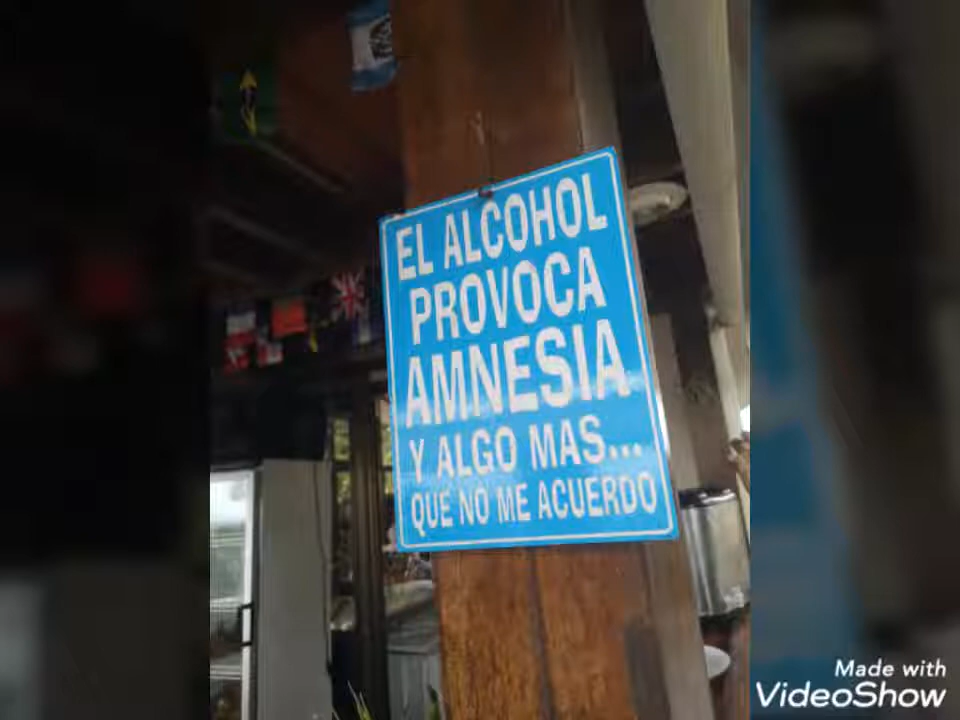 EL ALCOHOL
PROVOCA
AMNESIA
Y ALGO MAS...
QUE NO ME ACUERDO
Made with
VideoShow